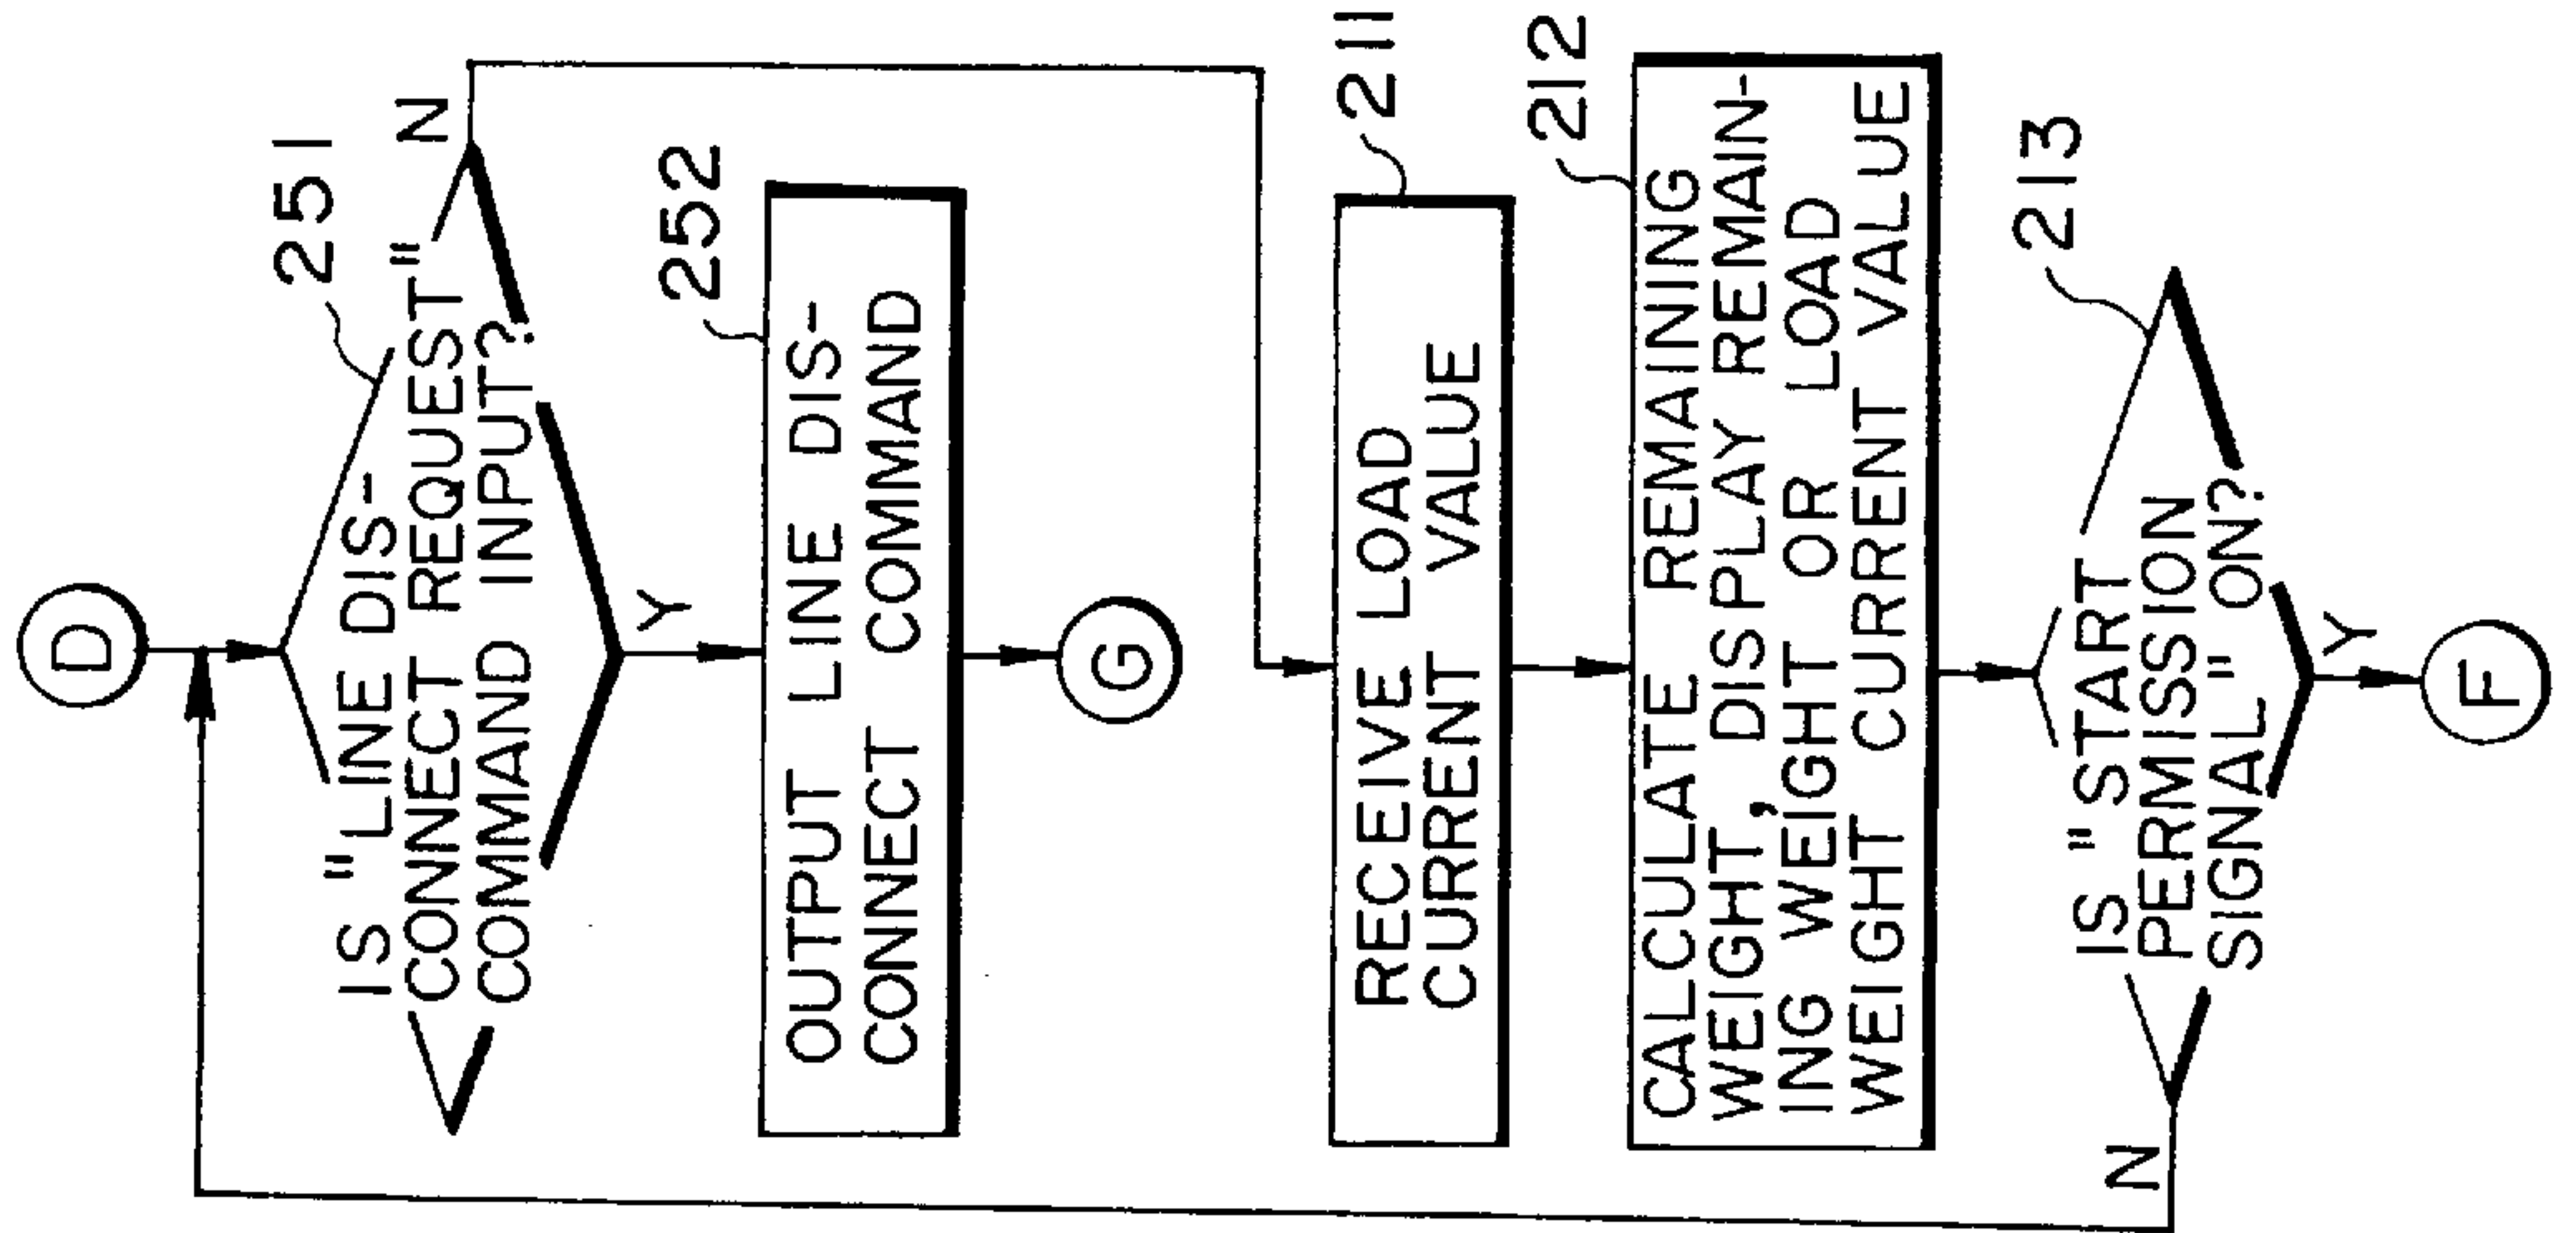 D
251
IS "LINE DIS-
CONNECT REQUEST"
COMMAND INPUT?
N
Y
252
OUTPUT LINE DIS-
CONNECT COMMAND
G
211
RECEIVE LOAD
CURRENT VALUE
212
CALCULATE REMAINING
WEIGHT, DISPLAY REMAIN-
ING WEIGHT OR LOAD
WEIGHT CURRENT VALUE
213
IS "START
PERMISSION
SIGNAL" ON?
N
Y
F